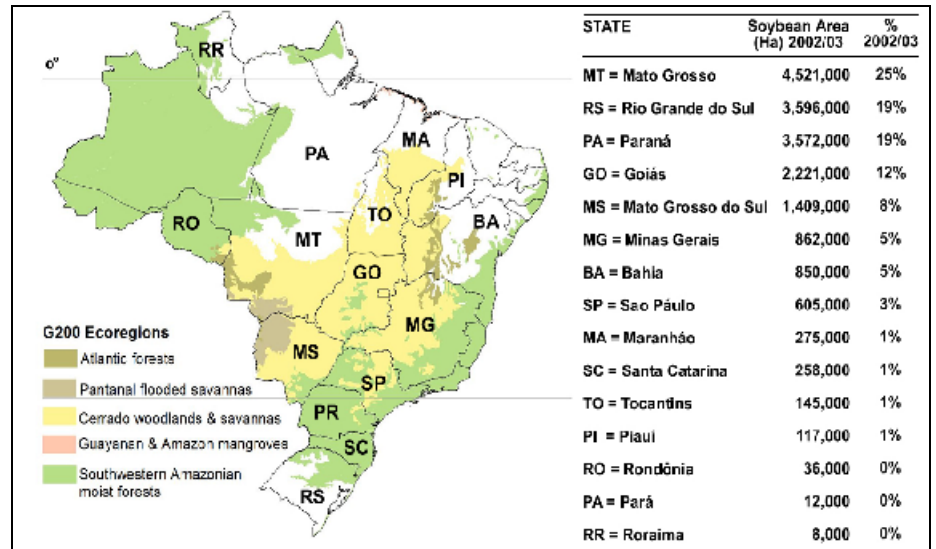 RR
0°
PA
MA
PI
RO
TO
BA
MT
GO
MG
MS
SP
PR
SC
RS
G200 Ecoregions
Atlantic forests
Pantanal flooded savannas
Cerrado woodlands & savannas
Guayanan & Amazon mangroves
Southwestern Amazonian
moist forests
STATE Soybean Area (Ha) 2002/03 % 2002/03
MT = Mato Grosso 4,521,000 25%
RS = Rio Grande do Sul 3,596,000 19%
PA = Paraná 3,572,000 19%
GO = Goiás 2,221,000 12%
MS = Mato Grosso do Sul 1,409,000 8%
MG = Minas Gerais 862,000 5%
BA = Bahia 850,000 5%
SP = Sao Páulo 605,000 3%
MA = Maranháo 275,000 1%
SC = Santa Catarina 258,000 1%
TO = Tocantins 145,000 1%
PI = Piauí 117,000 1%
RO = Rondônia 36,000 0%
PA = Pará 12,000 0%
RR = Roraima 8,000 0%